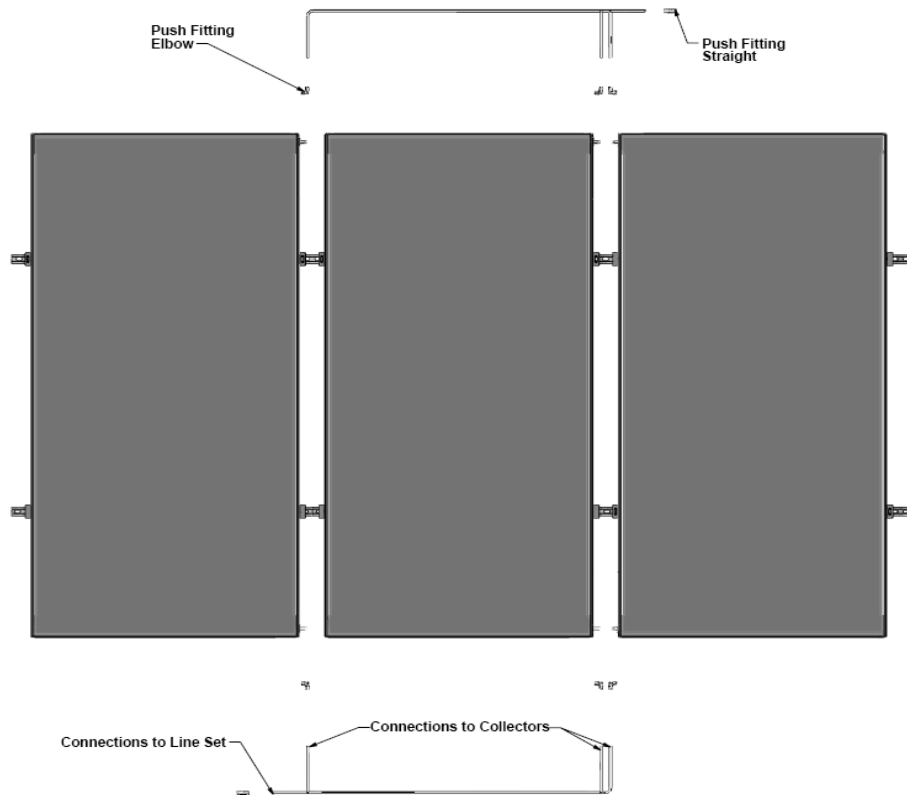 Push Fitting
Elbow
Push Fitting
Straight
Connections to Collectors
Connections to Line Set